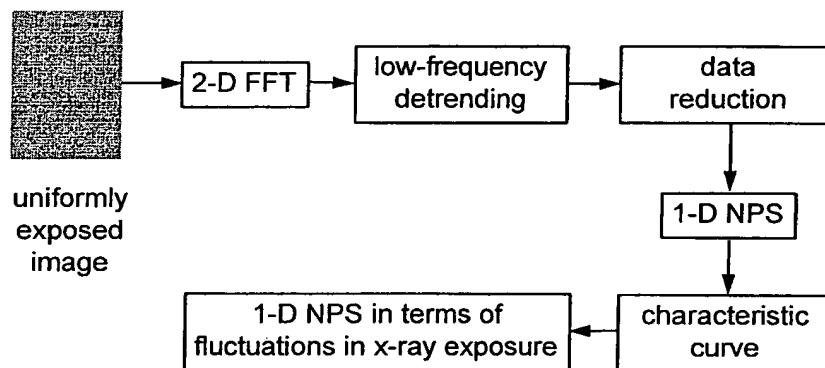 2-D FFT
low-frequency
detrending
data
reduction
uniformly
exposed
image
1-D NPS
characteristic
curve
1-D NPS in terms of
fluctuations in x-ray exposure